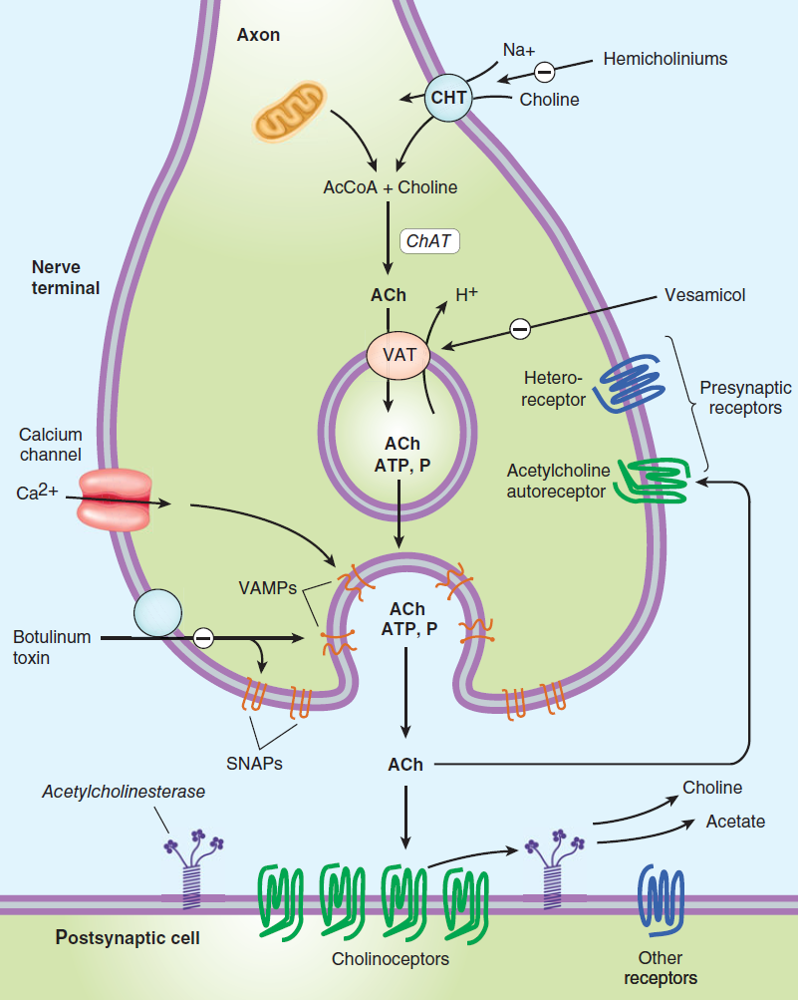 Axon
Na+
Hemicholiniums
CHT
Choline
AcCoA + Choline
ChAT
Nerve
terminal
ACh
H+
Vesamicol
VAT
Hetero-
receptor
Presynaptic
receptors
Calcium
channel
ACh
ATP, P
Acetylcholine
autoreceptor
Ca2+
VAMPs
ACh
ATP, P
Botulinum
toxin
SNAPs
ACh
Acetylcholinesterase
Choline
Acetate
Postsynaptic cell
Cholinoceptors
Other
receptors